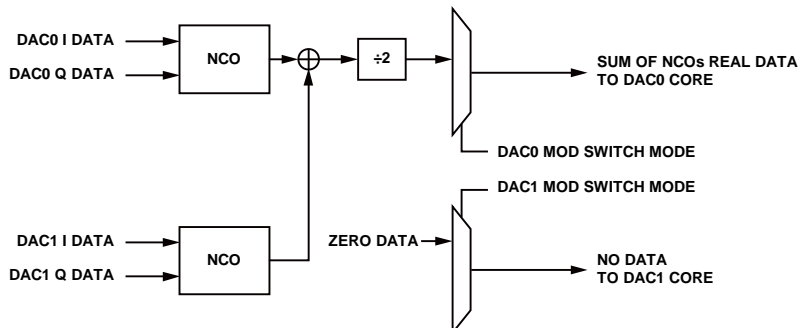 DAC0 I DATA
DAC0 Q DATA
NCO
÷2
SUM OF NCOs REAL DATA
TO DAC0 CORE
DAC0 MOD SWITCH MODE
DAC1 MOD SWITCH MODE
DAC1 I DATA
DAC1 Q DATA
NCO
ZERO DATA
NO DATA
TO DAC1 CORE